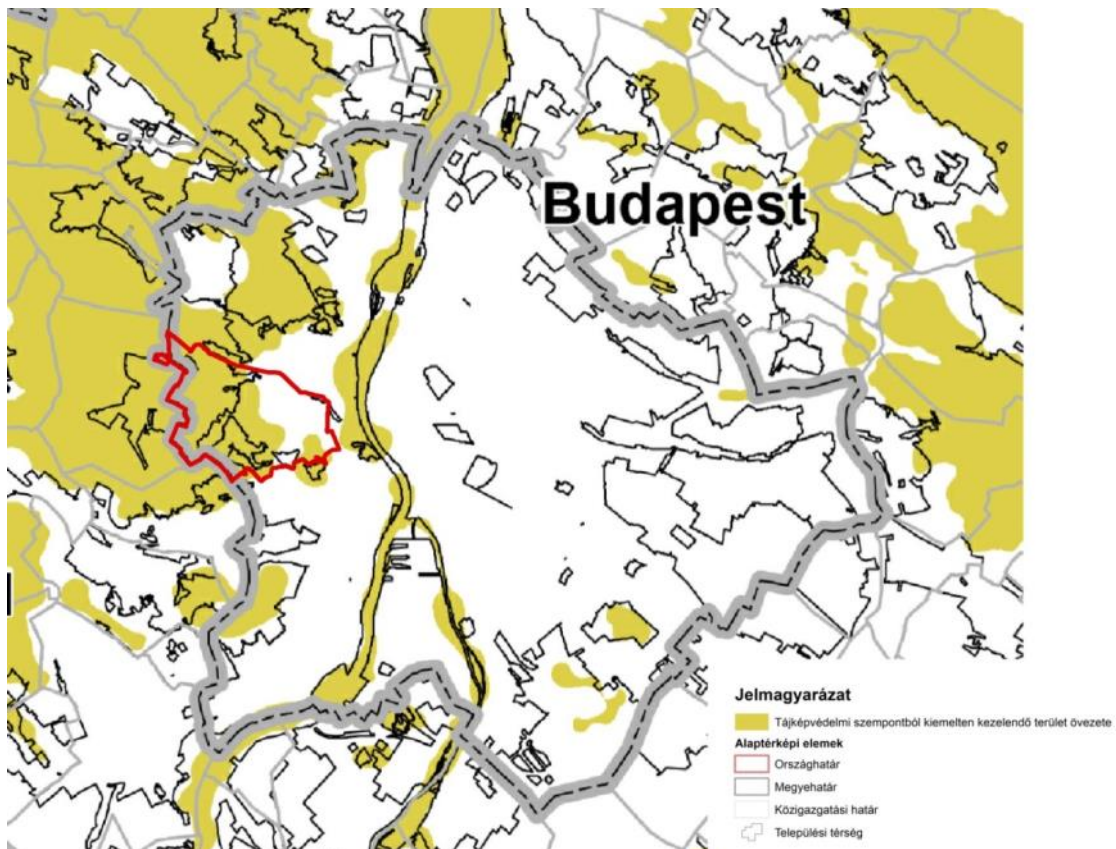 Budapest
Jelmagyarázat
Tájképvédelmi szempontból kiemelten kezelendő terület övezete
Alaptérképi elemek
Országhatár
Megyehatár
Közigazgatási határ
Települési térség